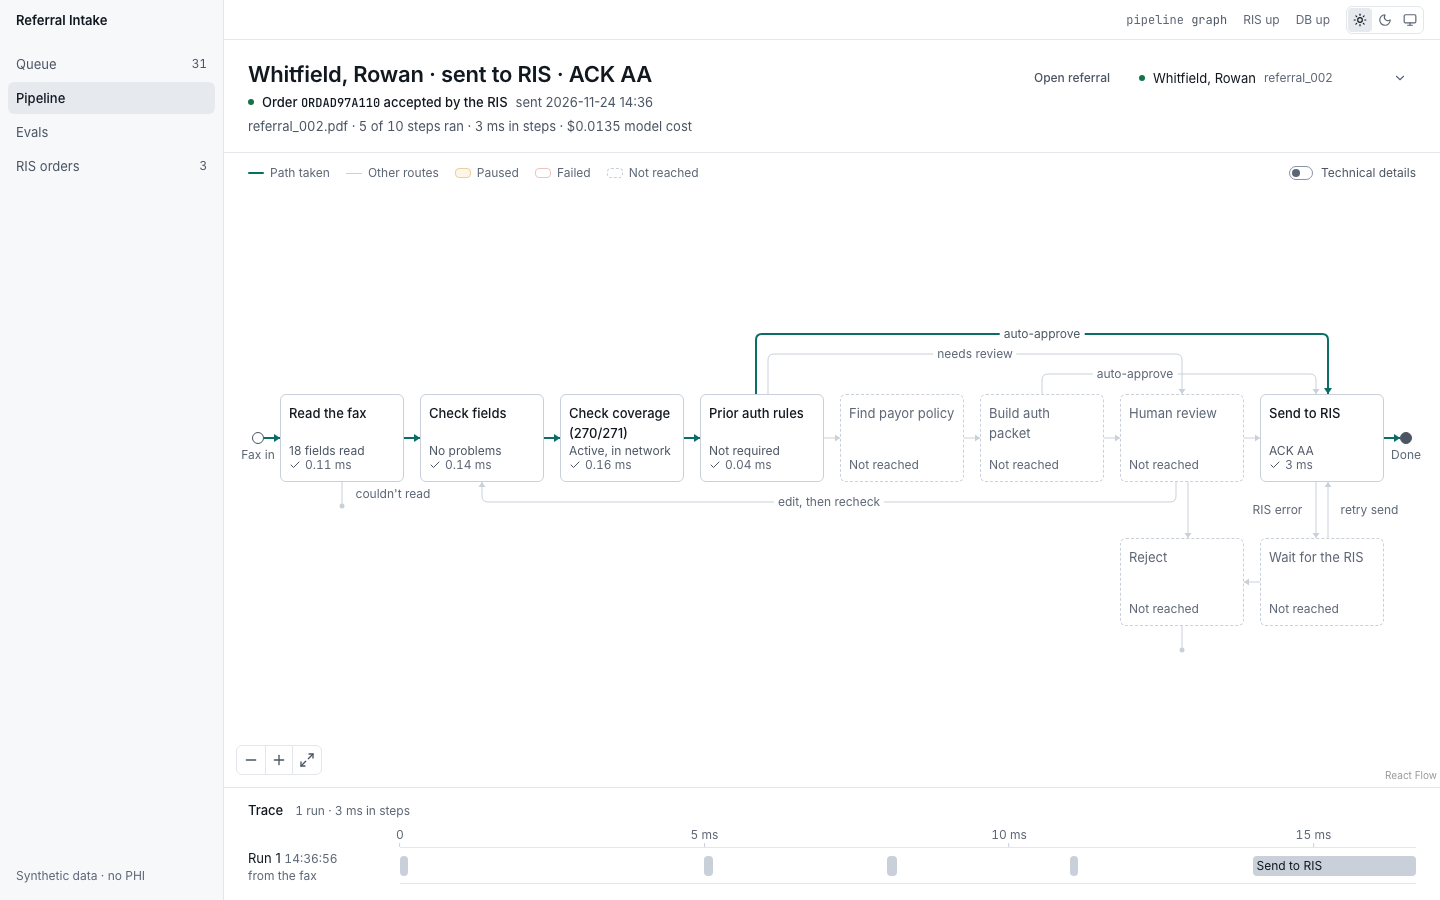 Referral Intake
pipeline graph RIS up DB up
Queue 31
Pipeline
Evals
RIS orders 3
Synthetic data · no PHI
Whitfield, Rowan · sent to RIS · ACK AA
Order ORDAD97A110 accepted by the RIS sent 2026-11-24 14:36
referral_002.pdf · 5 of 10 steps ran · 3 ms in steps · $0.0135 model cost
Open referral Whitfield, Rowan referral_002
Path taken Other routes Paused Failed Not reached
Technical details
auto-approve
needs review
auto-approve
Fax in
Read the fax
18 fields read
0.11 ms
Check fields
No problems
0.14 ms
Check coverage
(270/271)
Active, in network
0.16 ms
Prior auth rules
Not required
0.04 ms
Find payor policy
Not reached
Build auth
packet
Not reached
Human review
Not reached
Send to RIS
ACK AA
3 ms
Done
couldn't read
edit, then recheck
RIS error
retry send
Reject
Not reached
Wait for the RIS
Not reached
React Flow
Trace 1 run · 3 ms in steps
0 5 ms 10 ms 15 ms
Run 1 14:36:56
from the fax
Send to RIS